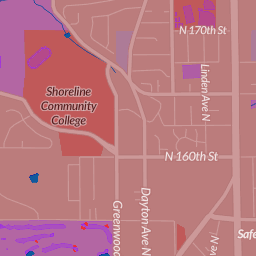 N 170th St
Linden Ave N
Shoreline
Community
College
N 160th St
Greenwood
Dayton Ave N
Safe
N